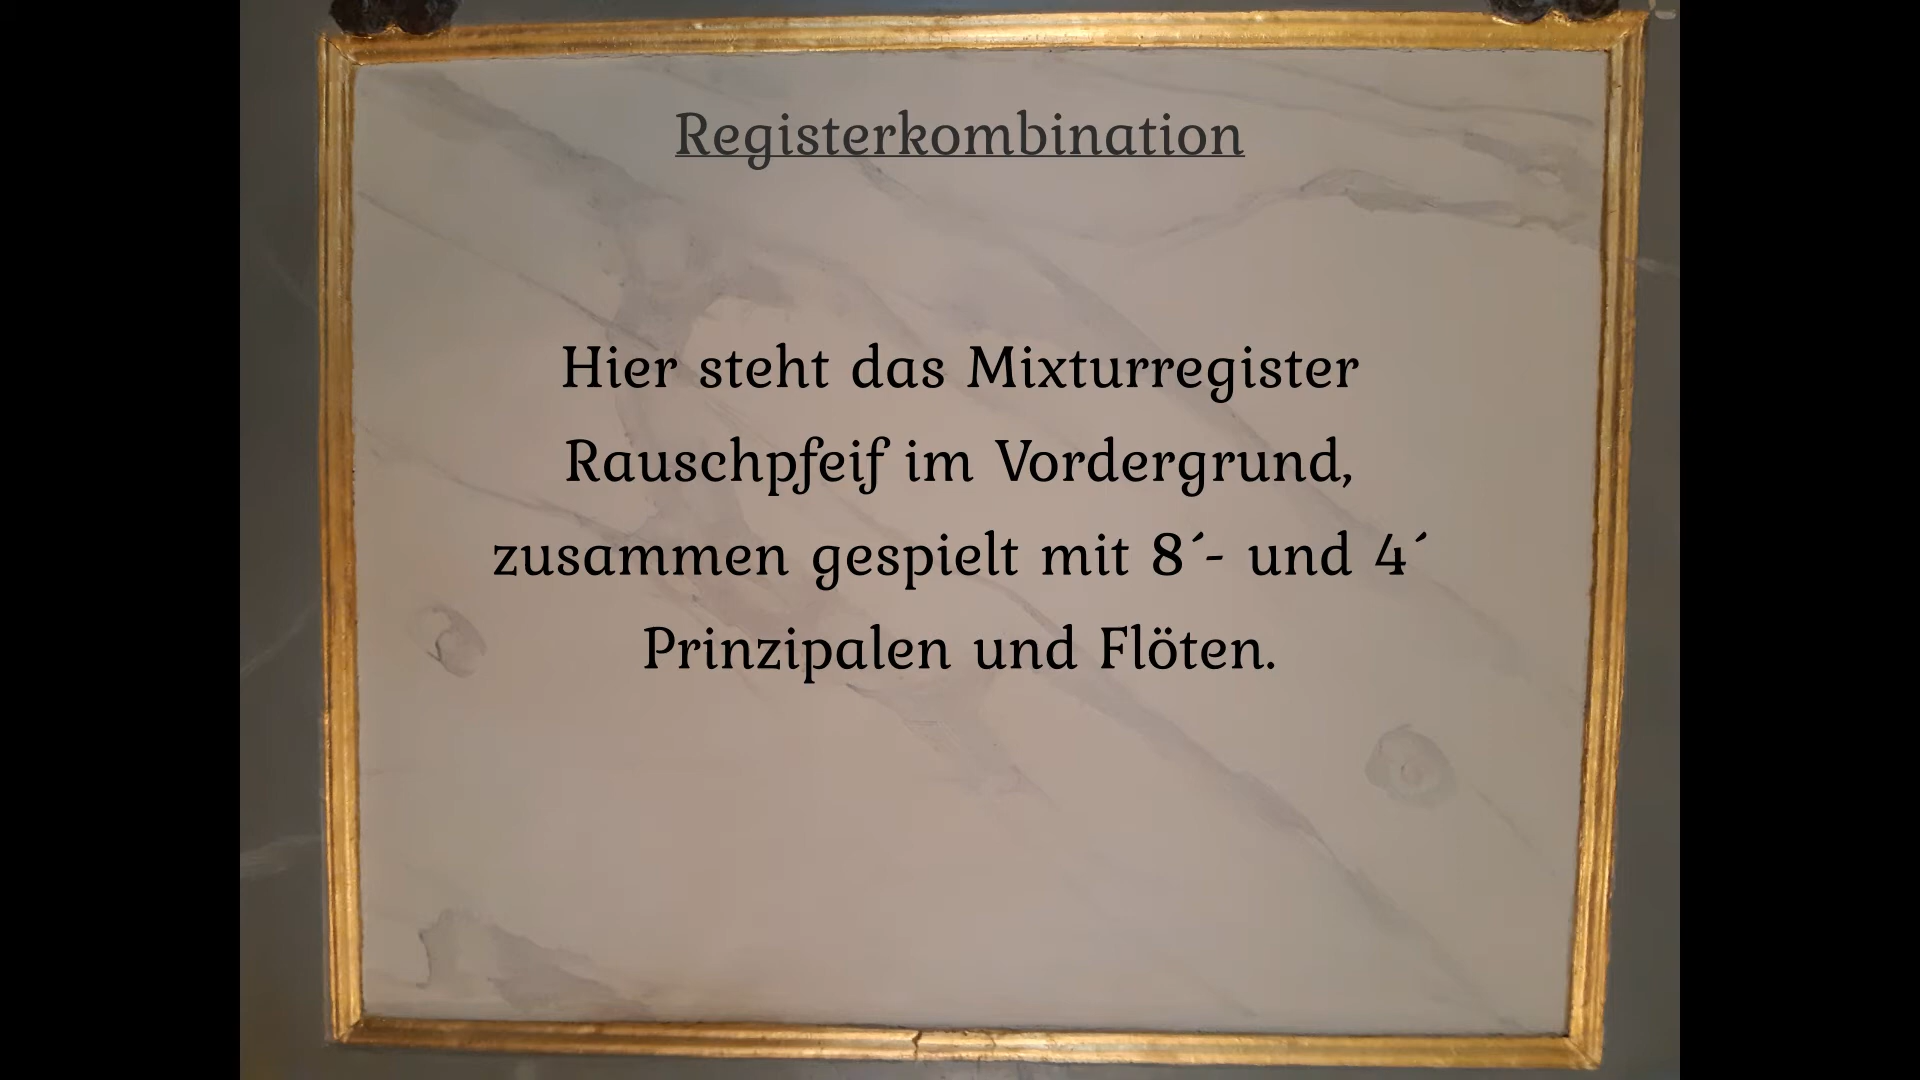 Registerkombination
Hier steht das Mixturregister
Rauschpfeif im Vordergrund,
zusammen gespielt mit 8´- und 4´
Prinzipalen und Flöten.